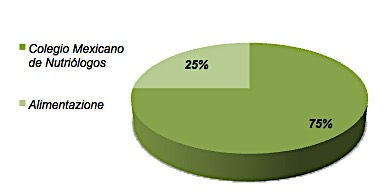 Colegio Mexicano
de Nutriólogos
Alimentazione
25%
75%